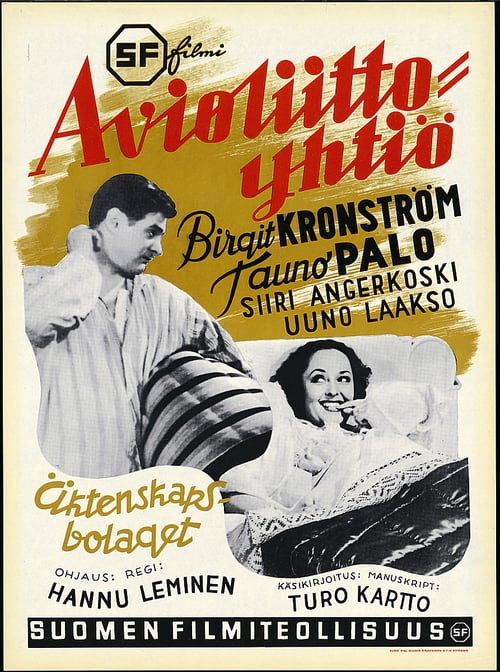 SF filmi
Avioliitto=
yhtiö
Birgit KRONSTRÖM
Tauno PALO
SIIRI ANGERKOSKI
UUNO LAAKSO
Äktenskaps-
bolaget
OHJAUS: REGI:
HANNU LEMINEN
KÄSIKIRJOITUS: MANUSKRIPT:
TURO KARTTO
SUOMEN FILMITEOLLISUUS SF